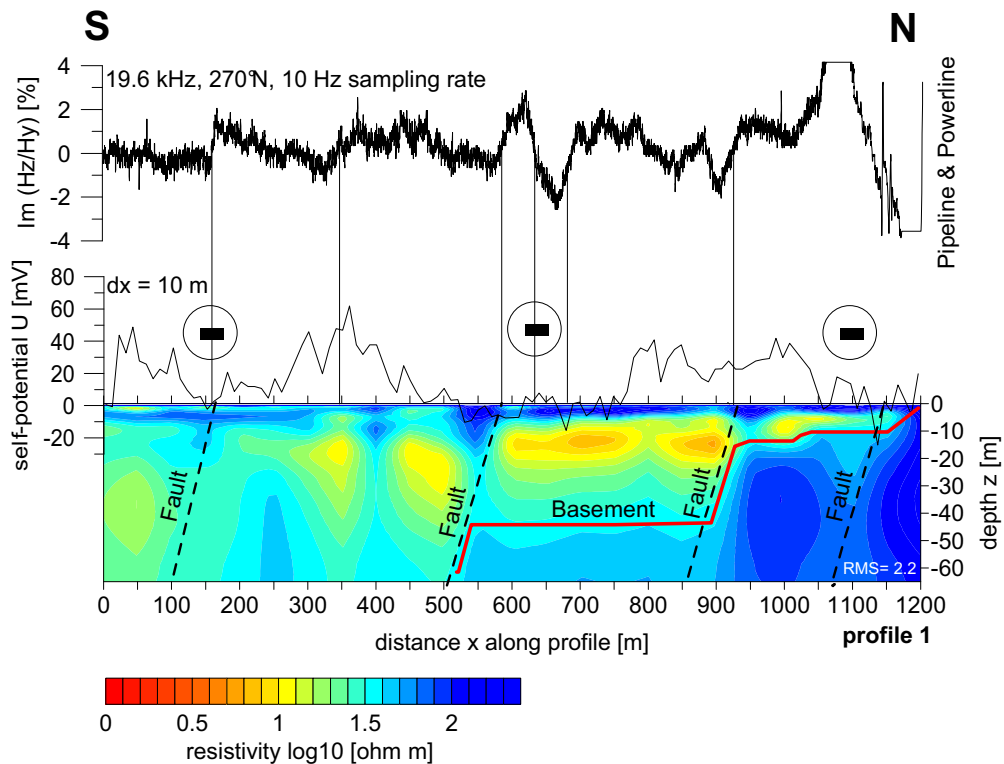 S
N
19.6 kHz, 270°N, 10 Hz sampling rate
Im (Hz/Hy) [%]
4
2
0
-2
-4
Pipeline & Powerline
dx = 10 m
self-potential U [mV]
80
60
40
20
0
-20
Fault
Fault
Fault
Fault
Basement
RMS= 2.2
0
-10
-20
-30
-40
-50
-60
depth z [m]
0 100 200 300 400 500 600 700 800 900 1000 1100 1200
distance x along profile [m]
profile 1
0 0.5 1 1.5 2
resistivity log10 [ohm m]